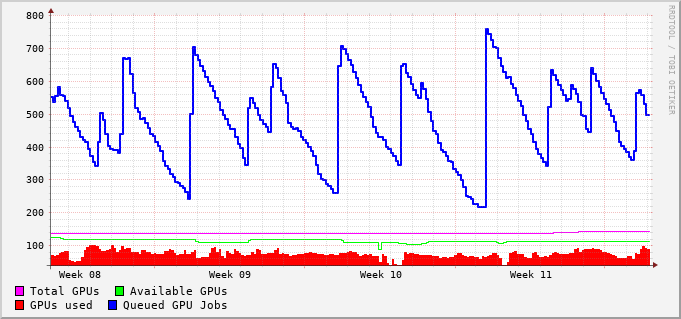 800
700
600
500
400
300
200
100
Week 08 Week 09 Week 10 Week 11
Total GPUs Available GPUs
GPUs used Queued GPU Jobs
RRDTOOL / TOBI OETIKER